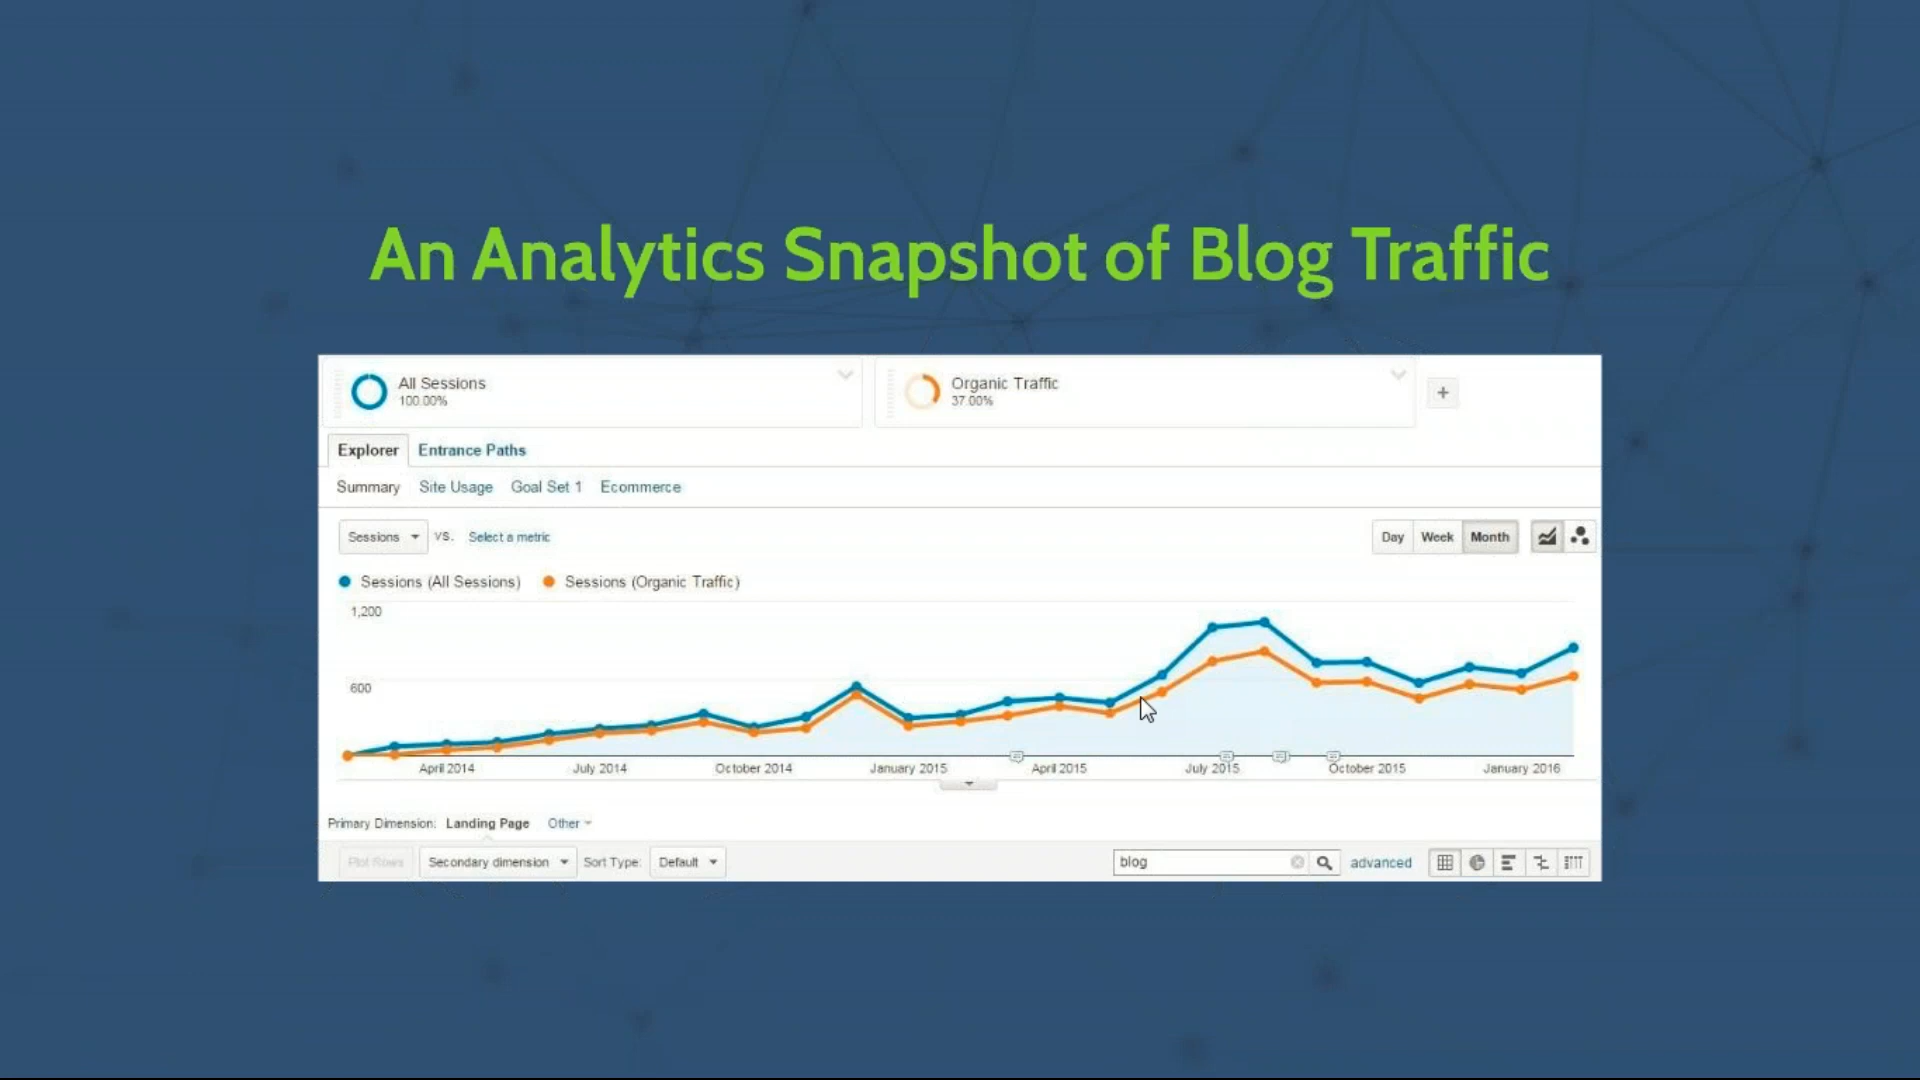 An Analytics Snapshot of Blog Traffic
All Sessions
100.00%
Organic Traffic
37.00%
+
Explorer Entrance Paths
Summary Site Usage Goal Set 1 Ecommerce
Sessions VS. Select a metric
Day Week Month
Sessions (All Sessions) Sessions (Organic Traffic)
1,200
600
April 2014 July 2014 October 2014 January 2015 April 2015 July 2015 October 2015 January 2016
Primary Dimension: Landing Page Other
Plot Rows Secondary dimension Sort Type: Default blog advanced